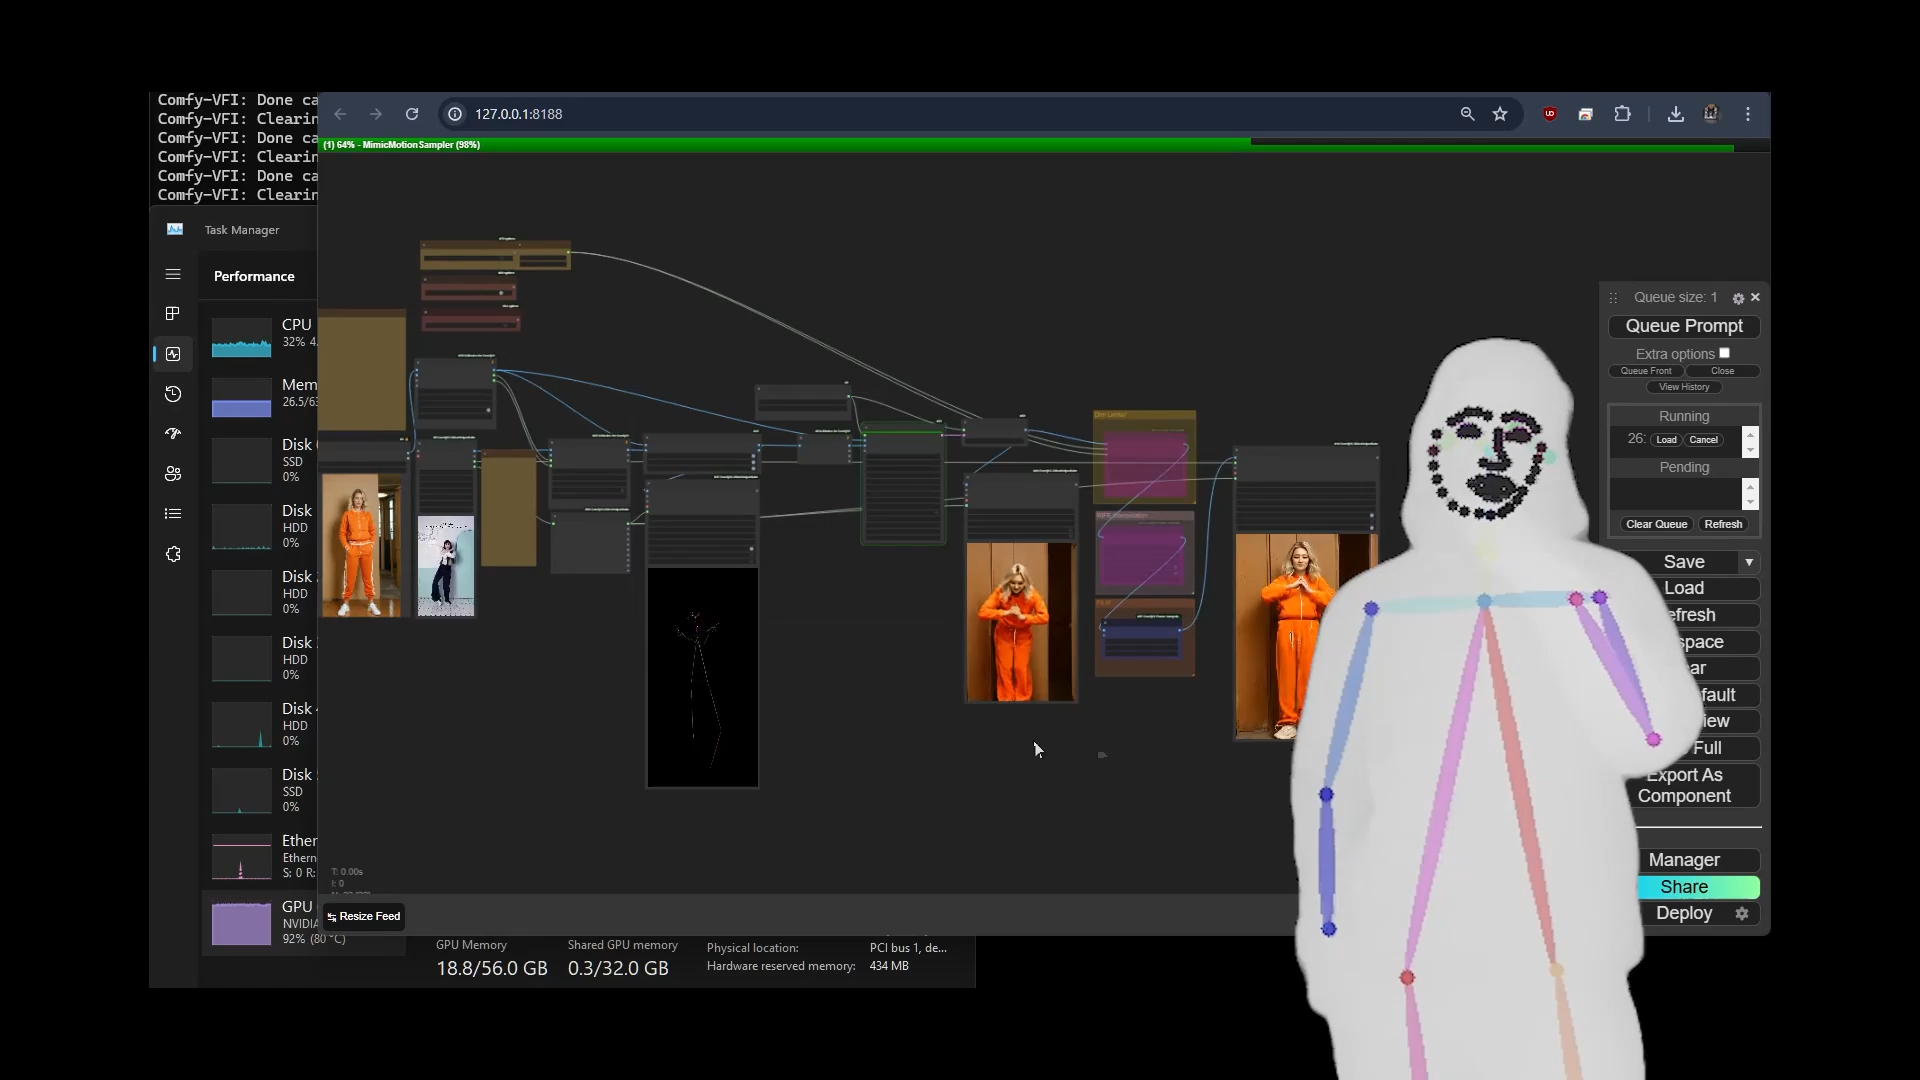 Comfy-VFI: Done ca
Comfy-VFI: Clearin
Comfy-VFI: Done ca
Comfy-VFI: Clearin
Comfy-VFI: Done ca
Comfy-VFI: Clearin
127.0.0.1:8188
(1) 64% - MimicMotionSampler (98%)
Task Manager
Performance
CPU
32% 4.
Mem
26.5/63
Disk
SSD
0%
Disk
HDD
0%
Disk
HDD
0%
Disk
HDD
0%
Disk
HDD
0%
Disk
SSD
0%
Ether
Ethern
S: 0 R:
GPU
NVIDIA
92% (80 °C)
T: 0.00s
I: 0
Resize Feed
GPU Memory
18.8/56.0 GB
Shared GPU memory
0.3/32.0 GB
Physical location: PCI bus 1, de...
Hardware reserved memory: 434 MB
Queue size: 1
Queue Prompt
Extra options
Queue Front
Close
View History
Running
26: Load Cancel
Pending
Clear Queue
Refresh
Save
Load
efresh
space
ar
fault
iew
Full
Export As
Component
Manager
Share
Deploy